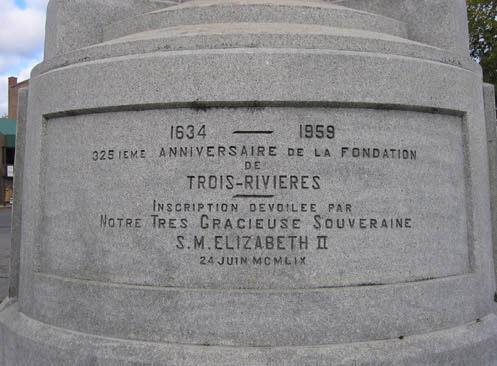 1634 — 1959
325IEME ANNIVERSAIRE DE LA FONDATION
DE
TROIS-RIVIERES
INSCRIPTION DEVOILEE PAR
NOTRE TRES GRACIEUSE SOUVERAINE
S.M. ELIZABETH II
24 JUIN MCMLIX